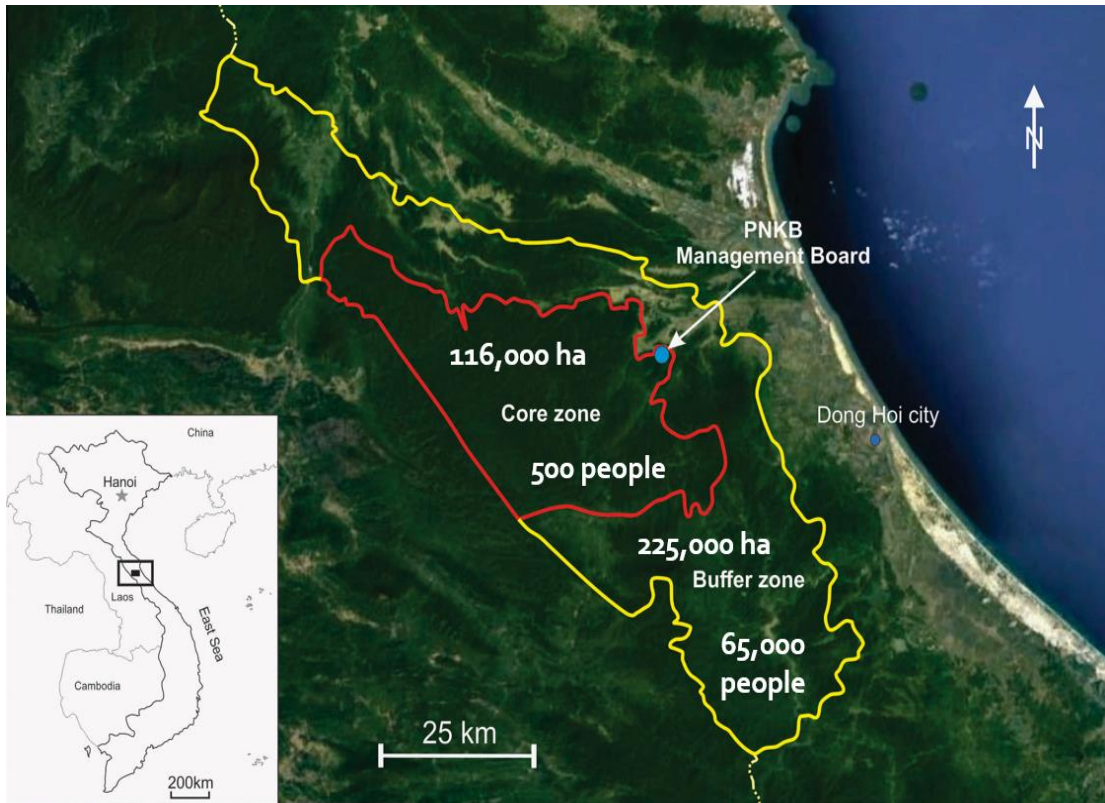 N
PNKB
Management Board
116,000 ha
Core zone
500 people
Dong Hoi city
225,000 ha
Buffer zone
65,000
people
25 km
China
Hanoi
Laos
Thailand
East Sea
Cambodia
200km